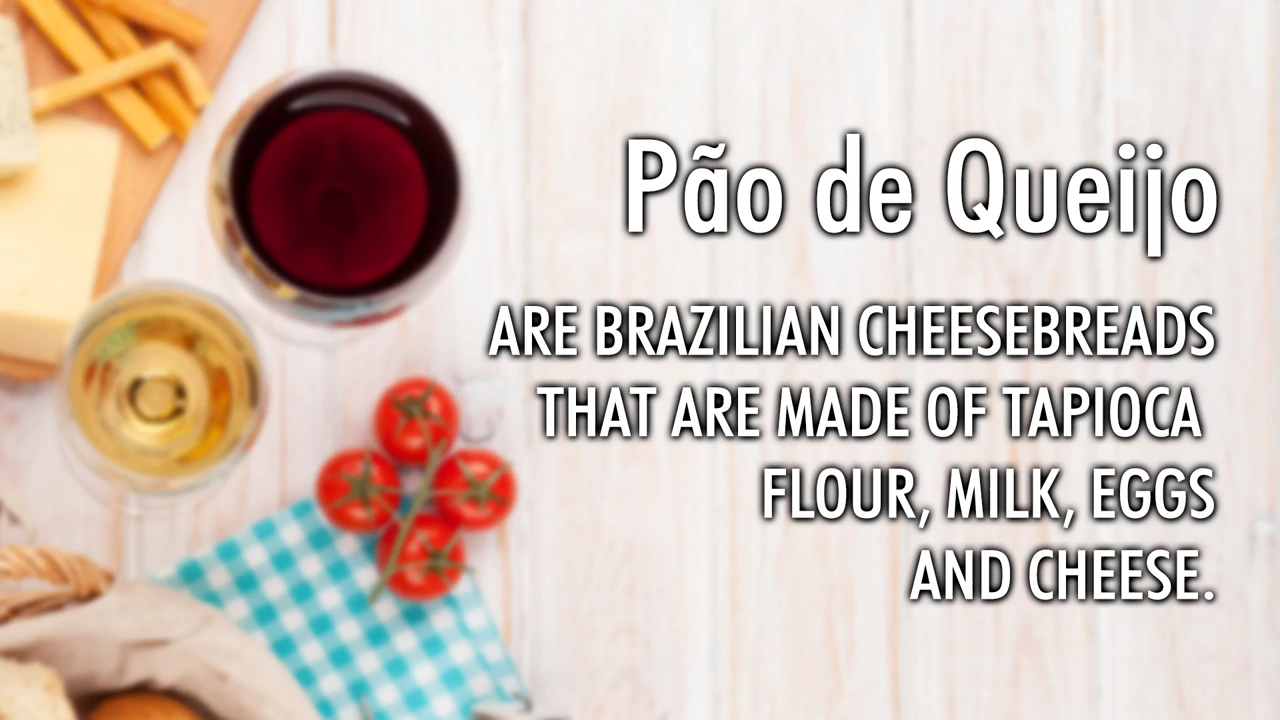 Pão de Queijo
ARE BRAZILIAN CHEESEBREADS
THAT ARE MADE OF TAPIOCA
FLOUR, MILK, EGGS
AND CHEESE.